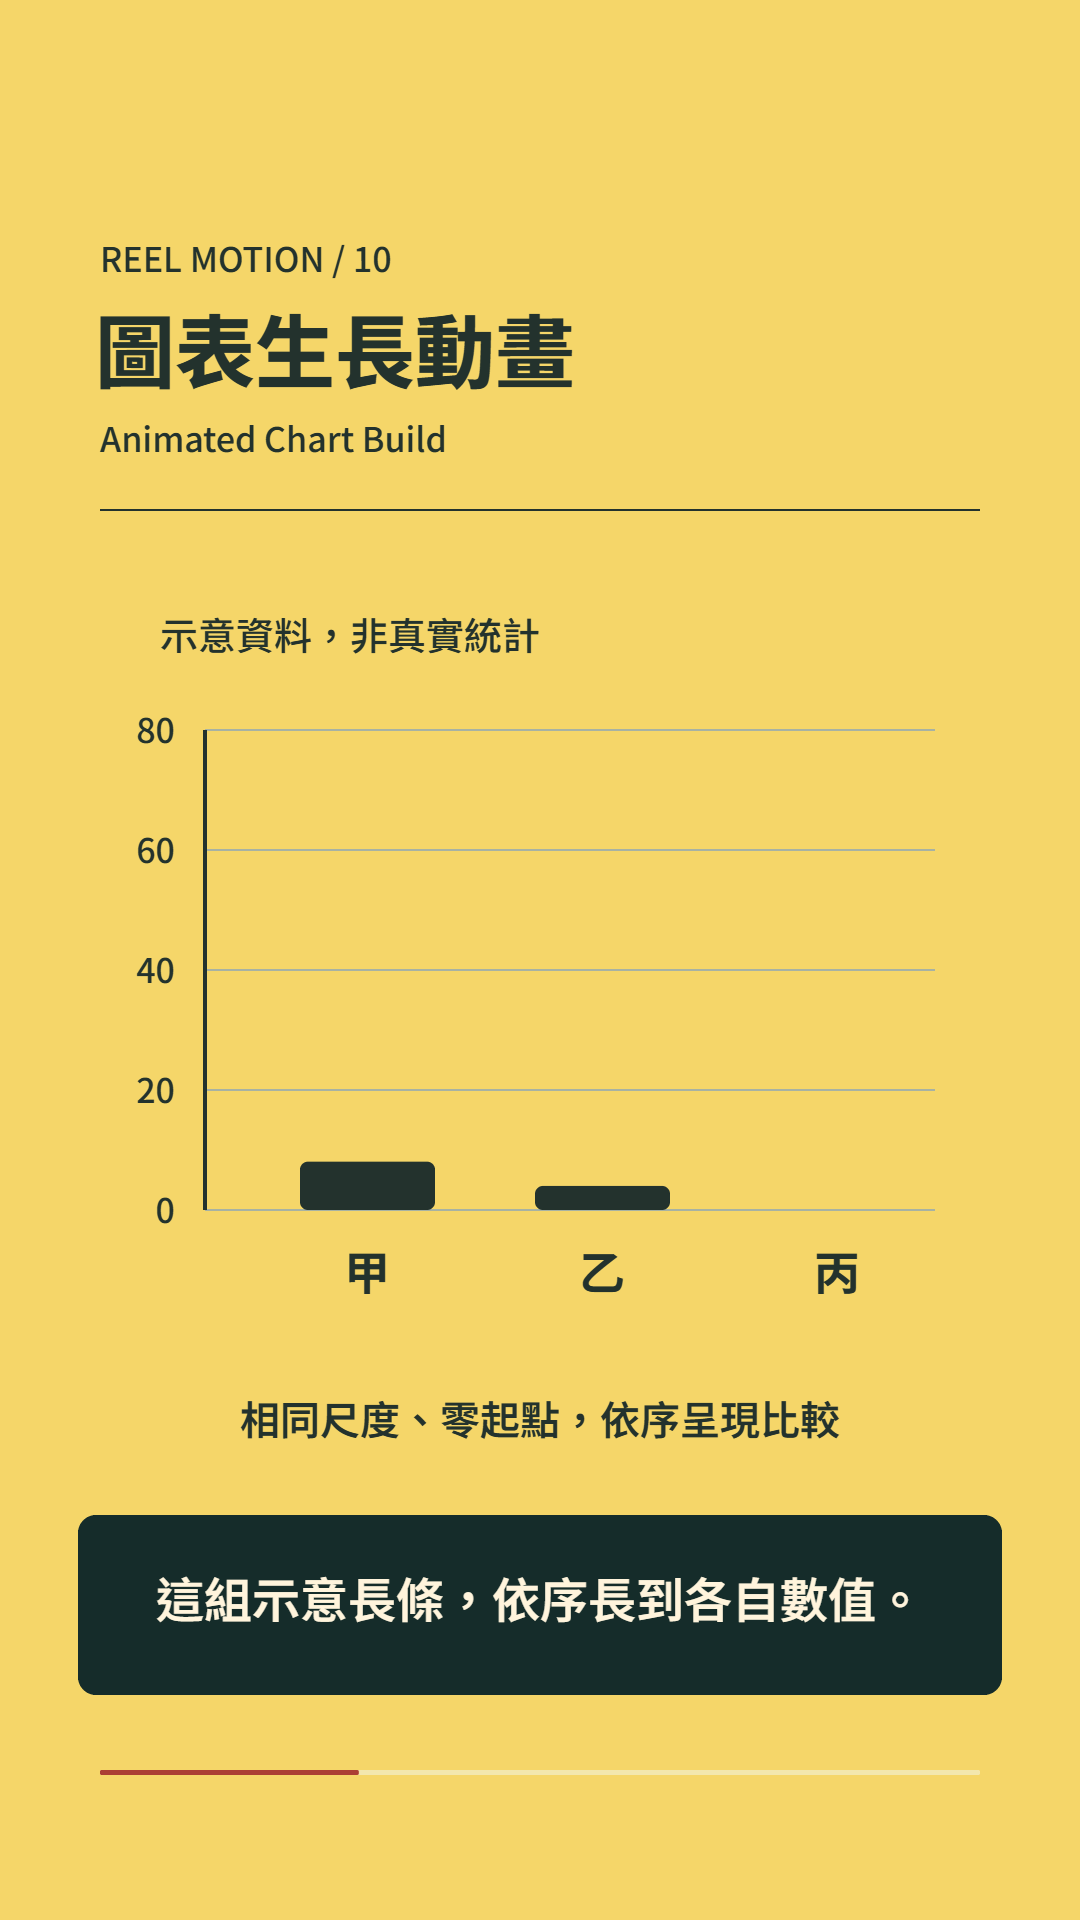 REEL MOTION / 10
圖表生長動畫
Animated Chart Build
示意資料，非真實統計
80
60
40
20
0
甲 乙 丙
相同尺度、零起點，依序呈現比較
這組示意長條，依序長到各自數值。